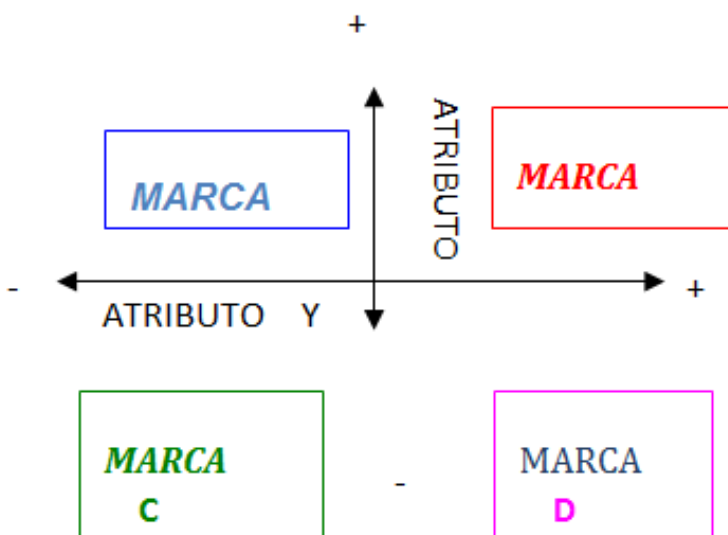 +
ATRIBUTO
MARCA
MARCA
-
+
ATRIBUTO Y
MARCA
C
-
MARCA
D